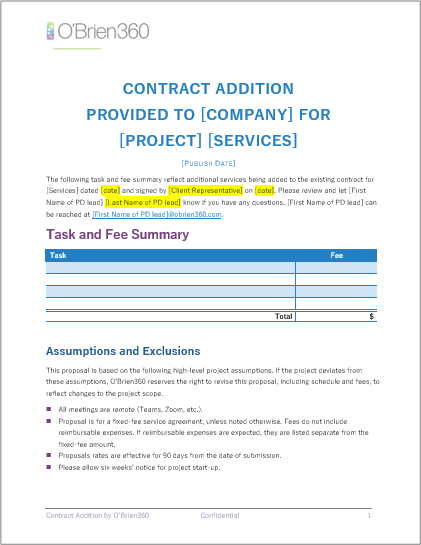 O'Brien360
CONTRACT ADDITION
PROVIDED TO [COMPANY] FOR
[PROJECT] [SERVICES]
[PUBLISH DATE]
The following task and fee summary reflect additional services being added to the existing contract for
[Services] dated [date] and signed by [Client Representative] on [date]. Please review and let [First
Name of PD lead] [Last Name of PD lead] know if you have any questions. [First Name of PD lead] can
be reached at [First Name of PD lead]@obrien360.com.
Task and Fee Summary
Task Fee
Total $
Assumptions and Exclusions
This proposal is based on the following high-level project assumptions. If the project deviates from
these assumptions, O'Brien360 reserves the right to revise this proposal, including schedule and fees, to
reflect changes to the project scope.
All meetings are remote (Teams, Zoom, etc.).
Proposal is for a fixed-fee service agreement, unless noted otherwise. Fees do not include
reimbursable expenses. If reimbursable expenses are expected, they are listed separate from the
fixed-fee amount.
Proposals rates are effective for 90 days from the date of submission.
Please allow six weeks' notice for project start-up.
Contract Addition by O'Brien360 Confidential 1